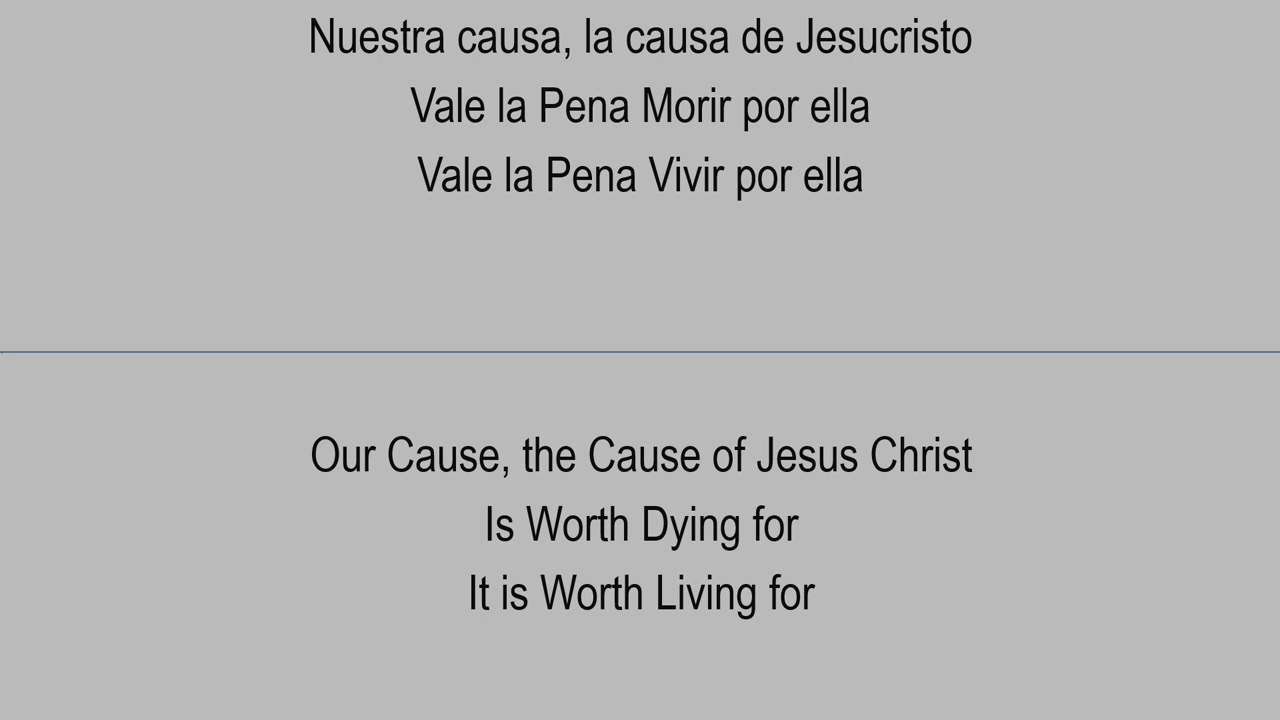 Nuestra causa, la causa de Jesucristo
Vale la Pena Morir por ella
Vale la Pena Vivir por ella
Our Cause, the Cause of Jesus Christ
Is Worth Dying for
It is Worth Living for